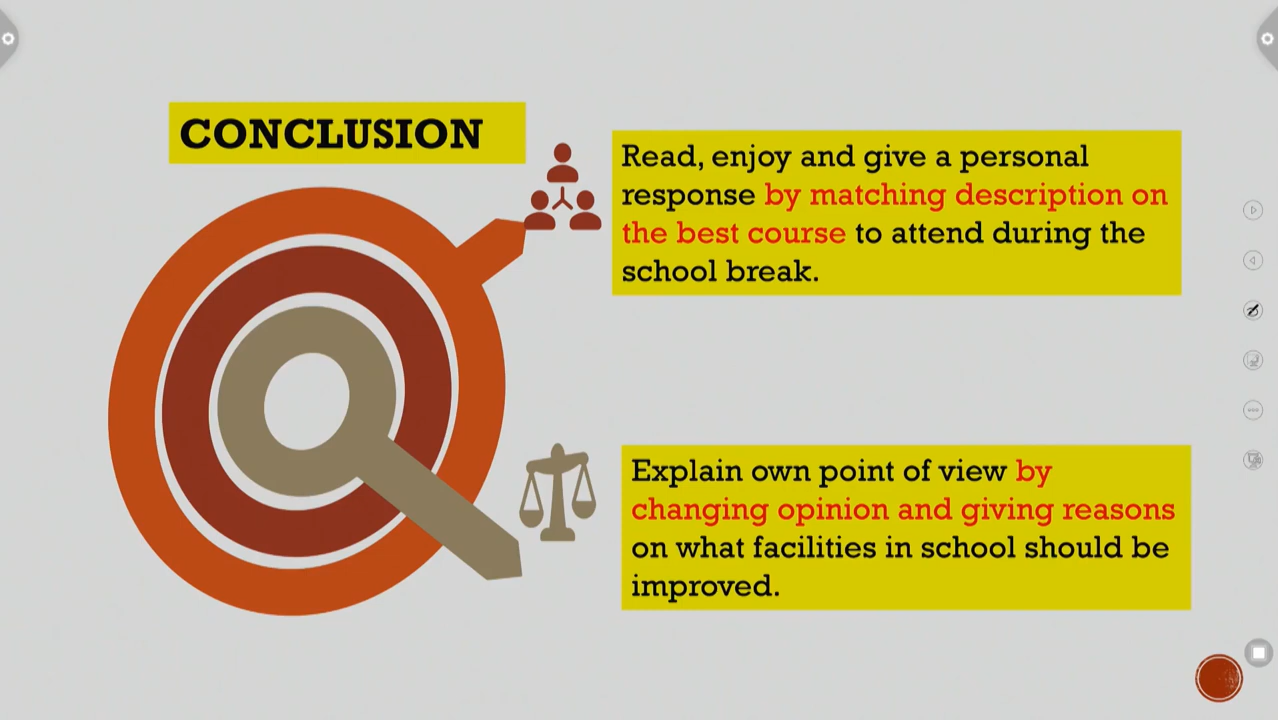 CONCLUSION
Read, enjoy and give a personal
response by matching description on
the best course to attend during the
school break.
Explain own point of view by
changing opinion and giving reasons
on what facilities in school should be
improved.